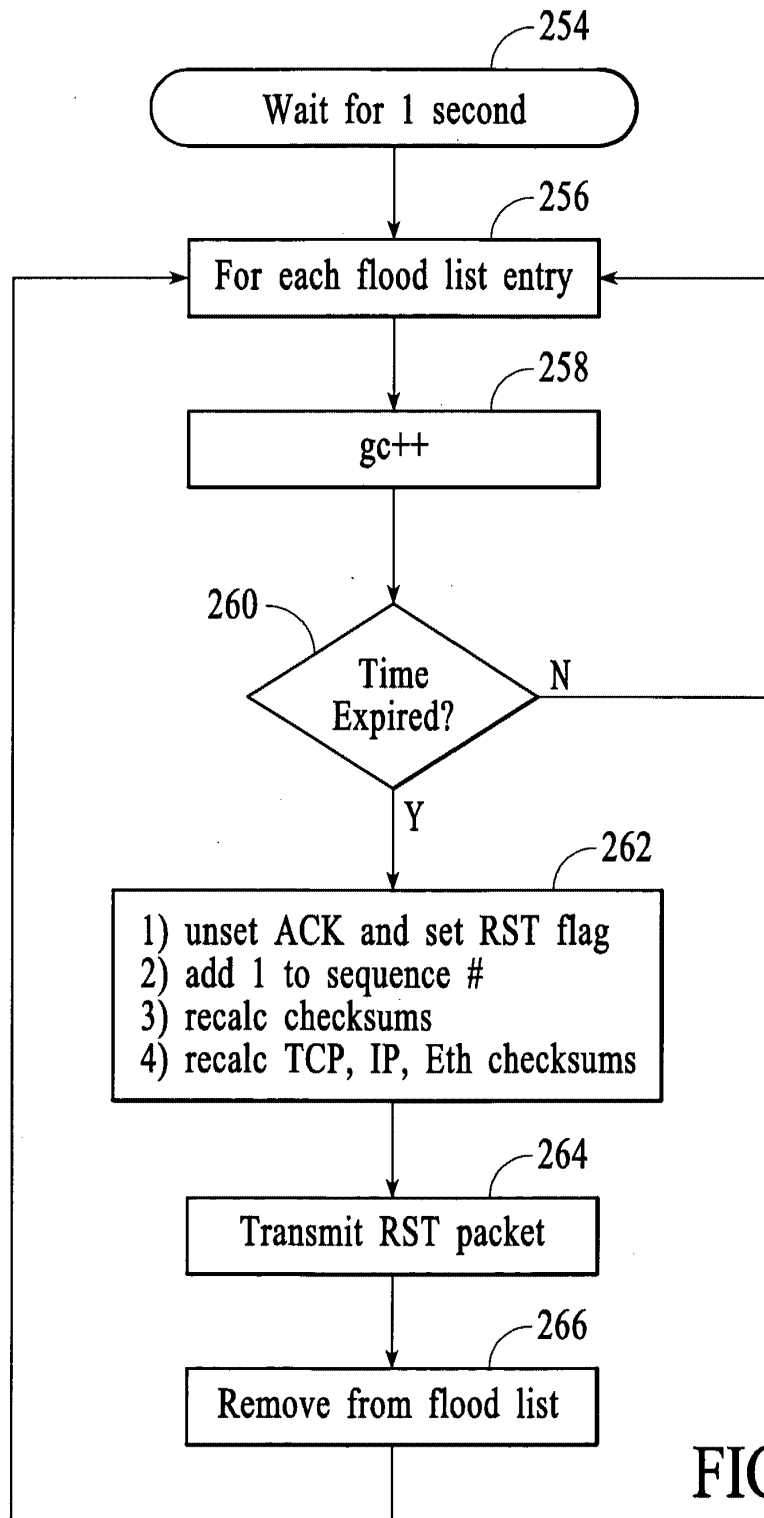 254
Wait for 1 second
256
For each flood list entry
258
gc++
260
Time
Expired?
N
Y
262
1) unset ACK and set RST flag
2) add 1 to sequence #
3) recalc checksums
4) recalc TCP, IP, Eth checksums
264
Transmit RST packet
266
Remove from flood list